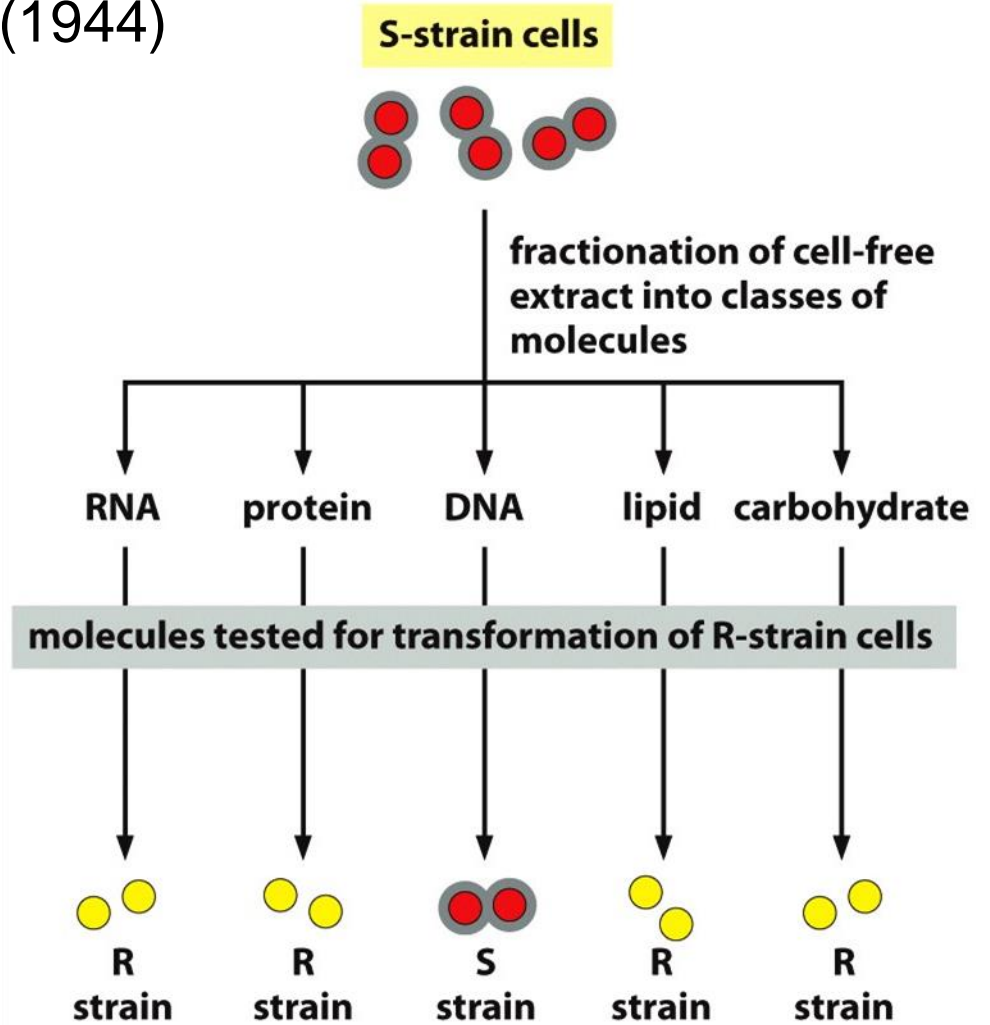 (1944)
S-strain cells
fractionation of cell-free
extract into classes of
molecules
RNA protein DNA lipid carbohydrate
molecules tested for transformation of R-strain cells
R R S R R
strain strain strain strain strain